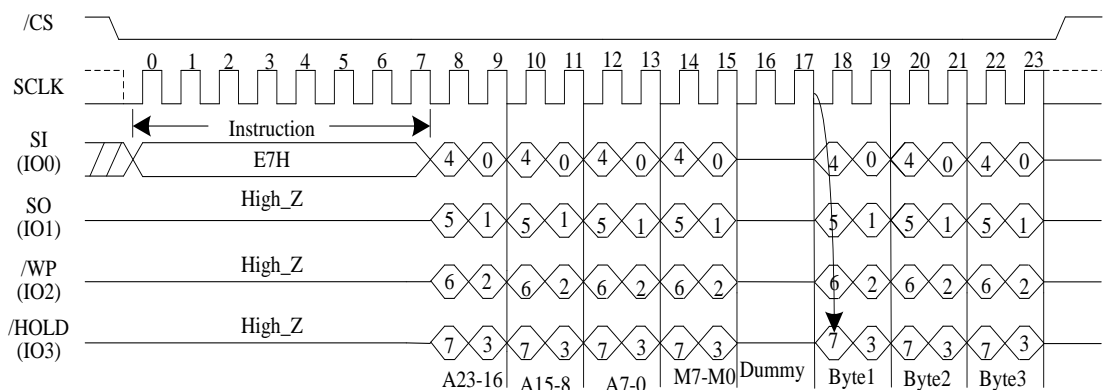 /CS
0 1 2 3 4 5 6 7 8 9 10 11 12 13 14 15 16 17 18 19 20 21 22 23
SCLK
Instruction
SI
(IO0)
E7H
4 0 4 0 4 0 4 0 4 0 4 0 4 0
SO
(IO1)
High_Z
5 1 5 1 5 1 5 1 5 1 5 1 5 1
/WP
(IO2)
High_Z
6 2 6 2 6 2 6 2 6 2 6 2 6 2
/HOLD
(IO3)
High_Z
7 3 7 3 7 3 7 3 7 3 7 3 7 3
A23-16 A15-8 A7-0 M7-M0 Dummy Byte1 Byte2 Byte3